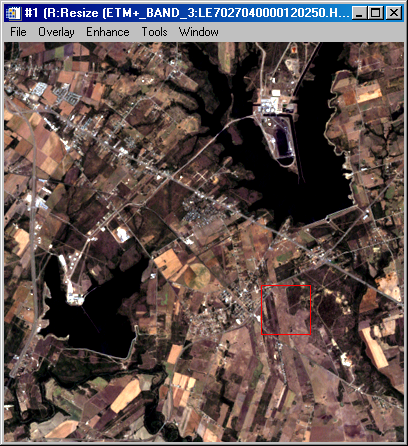 #1 (R:Resize (ETM+_BAND_3:LE7027040000120250.H...
File Overlay Enhance Tools Window